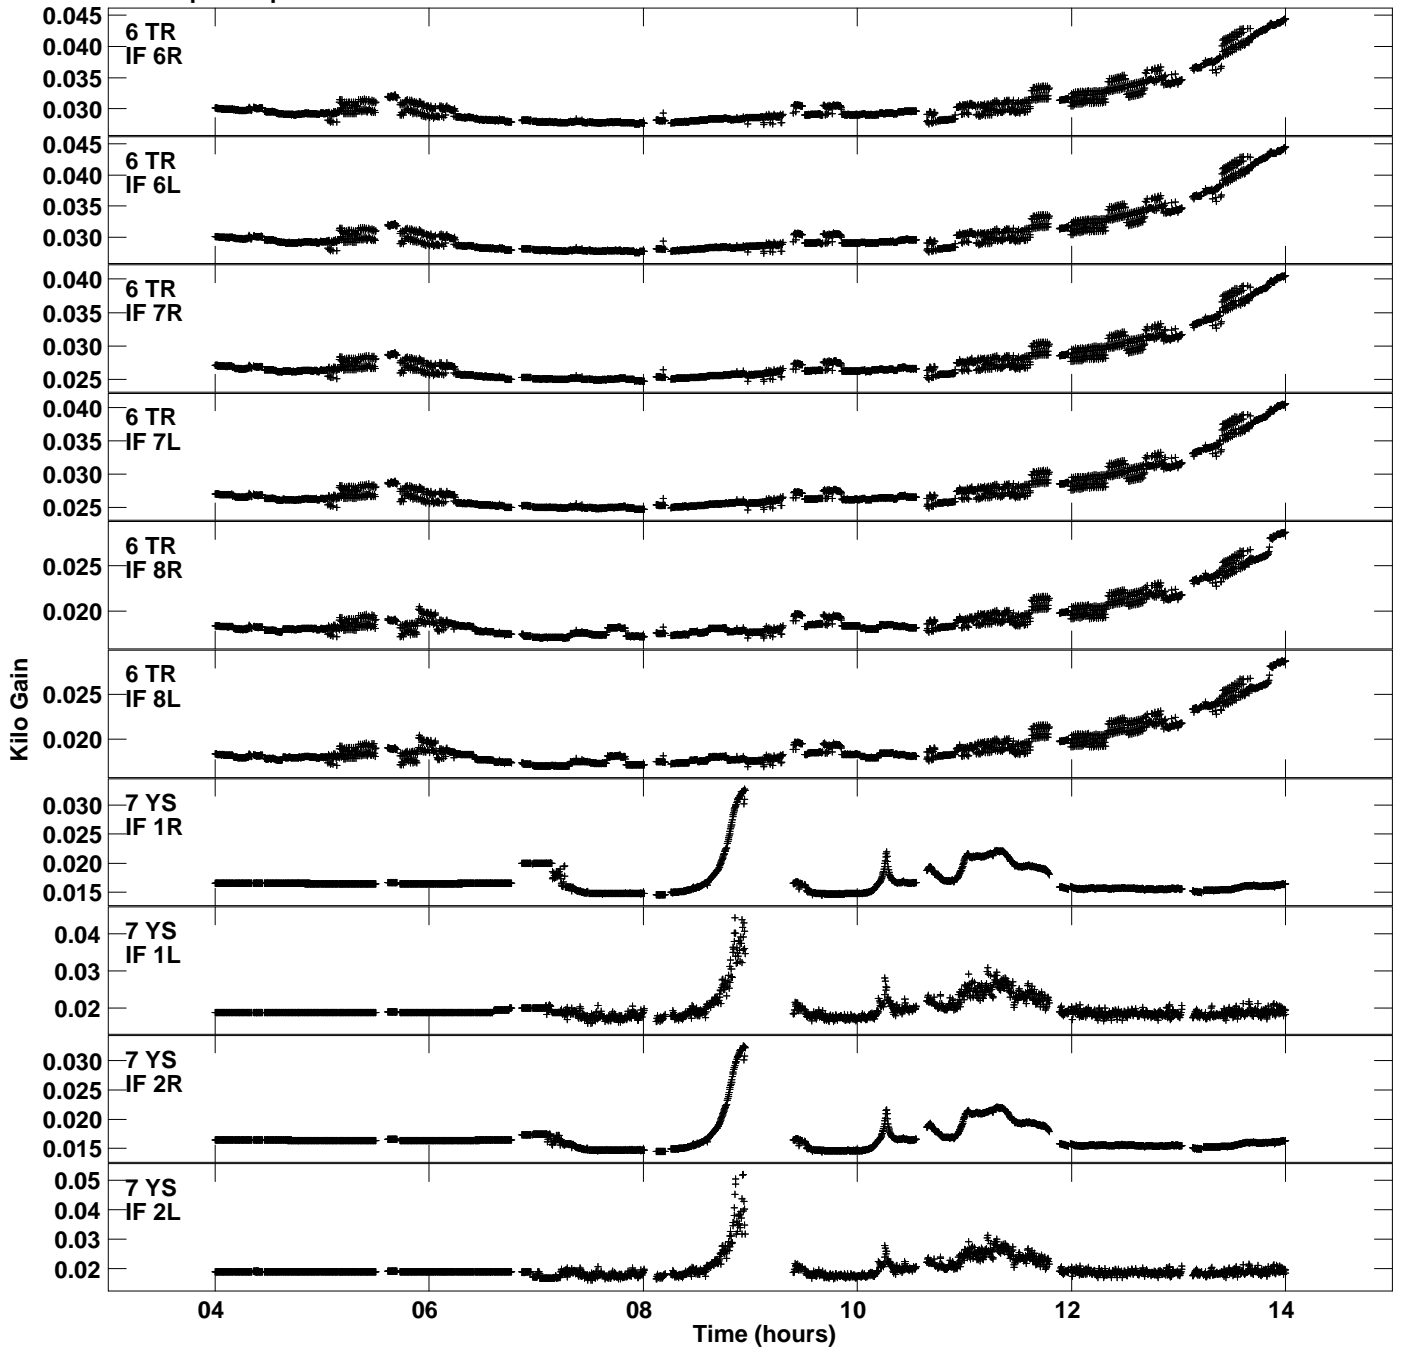 0.045
0.040
0.035
0.030
6 TR
IF 6R
0.045
0.040
0.035
0.030
6 TR
IF 6L
0.040
0.035
0.030
0.025
6 TR
IF 7R
0.040
0.035
0.030
0.025
6 TR
IF 7L
0.025
0.020
6 TR
IF 8R
0.025
0.020
6 TR
IF 8L
0.030
0.025
0.020
0.015
7 YS
IF 1R
0.04
0.03
0.02
7 YS
IF 1L
0.030
0.025
0.020
0.015
7 YS
IF 2R
0.05
0.04
0.03
0.02
7 YS
IF 2L
Kilo Gain
04 06 08 10 12 14
Time (hours)